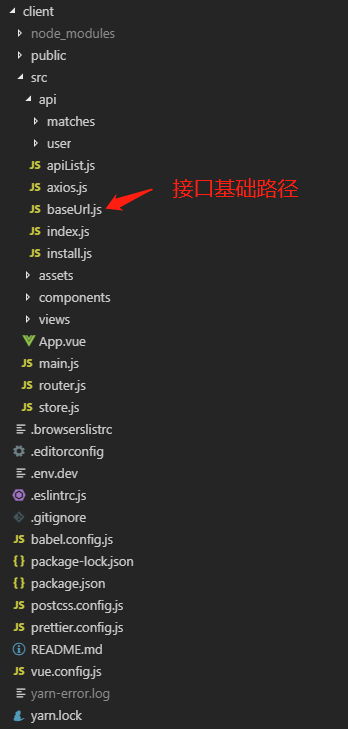 client
node_modules
public
src
api
matches
user
JS apiList.js
JS axios.js
JS baseUrl.js 接口基础路径
JS index.js
JS install.js
assets
components
views
App.vue
JS main.js
JS router.js
JS store.js
.browserslistrc
.editorconfig
.env.dev
.eslintrc.js
.gitignore
JS babel.config.js
{ } package-lock.json
{ } package.json
JS postcss.config.js
JS prettier.config.js
README.md
JS vue.config.js
yarn-error.log
yarn.lock